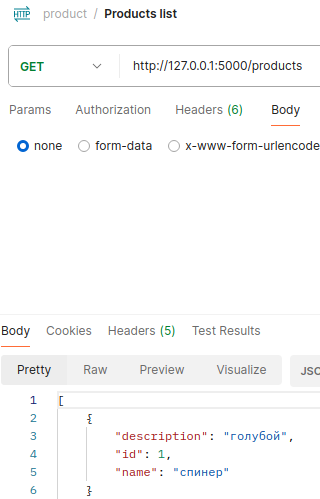 HTTP product / Products list
GET http://127.0.0.1:5000/products
Params Authorization Headers (6) Body
none form-data x-www-form-urlencode
Body Cookies Headers (5) Test Results
Pretty Raw Preview Visualize JSO
1 [
2 {
3 "description": "голубой",
4 "id": 1,
5 "name": "спинер"
6 }